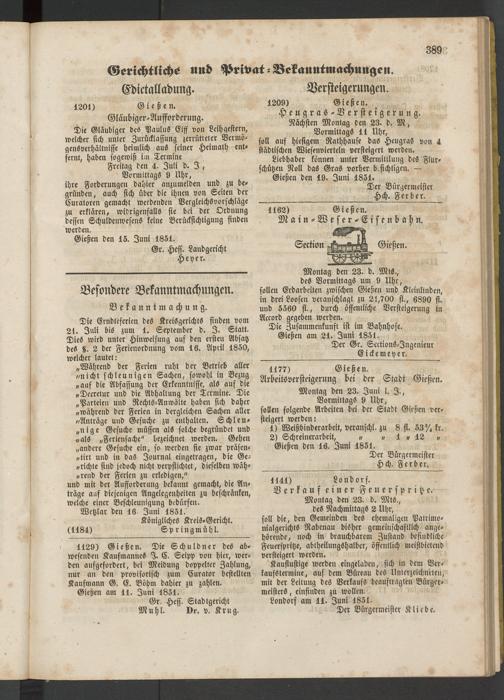 389
Gerichtliche und Privat-Bekanntmachungen.
Edictalladung.
1201) Gießen.
Gläubiger-Aufforderung.
Die Gläubiger des Paulus Eiff von Leihgestern,
welcher sich unter Zurücklassung zerrütteter Vermö-
gensverhältnisse heimlich aus seiner Heimath ent-
fernt, haben sogewiß im Termine
Freitag den 4. Juli d. J.,
Vormittags 9 Uhr,
ihre Forderungen dahier anzumelden und zu be-
gründen, auch sich über die ihnen von Seiten der
Curatoren gemacht werdenden Vergleichsvorschläge
zu erklären, widrigenfalls sie bei der Ordnung
dessen Schuldenwesens keine Berücksichtigung finden
werden.
Gießen den 15. Juni 1851.
Gr. Hess. Landgericht
Heyer.
Besondere Bekanntmachungen.
Bekanntmachung.
Die Erndteferien des Kreisgerichts finden vom
21. Juli bis zum 1. September d. J. Statt.
Dies wird unter Hinweisung auf den ersten Absatz
des §. 2 der Ferienordnung vom 16. April 1850,
welcher lautet:
„Während der Ferien ruht der Betrieb aller
„nicht schleunigen Sachen, sowohl in Bezug
„auf die Abfassung der Erkenntnisse, als auf die
„Decretur und die Abhaltung der Termine. Die
„Parteien und Rechts-Anwälte haben sich daher
„während der Ferien in dergleichen Sachen aller
„Anträge und Gesuche zu enthalten. Schleu-
„nige Gesuche müssen als solche begründet und
„als „Feriensache" bezeichnet werden. Gehen
„andere Gesuche ein, so werden sie zwar präsen-
„tirt und in das Journal eingetragen, die Ge-
„richte sind jedoch nicht verpflichtet, dieselben wäh-
„rend der Ferien zu erledigen,"
und mit der Aufforderung bekannt gemacht, die An-
träge auf diejenigen Angelegenheiten zu beschränken,
welche einer Beschleunigung bedürfen.
Wetzlar den 16 Juni 1851.
Königliches Kreis-Gericht.
(1184) Springmühl.
1129) Gießen. Die Schuldner des ab-
wesenden Kaufmannes J. G. Seipp von hier, wer-
den aufgefordert, bei Meidung doppelter Zahlung,
nur an den provisorisch zum Curator bestellten
Kaufmann G. C. Böhm dahier zu zahlen.
Gießen am 11. Juni 1851.
Gr. Hess. Stadtgericht
Muhl. Dr. v. Krug.
Versteigerungen.
1209) Gießen.
Heugras-Versteigerung.
Nächsten Montag den 23. d. M,
Vormittags 11 Uhr,
soll auf hiesigem Rathhause das Heugras von 4
städtischen Wiesenvierteln versteigert werden.
Liebhaber können unter Vermittlung des Flur-
schützen Noll das Gras vorher besichtigen. —
Gießen den 19. Juni 1851.
Der Bürgermeister
Hch. Ferber.
1162) Gießen.
Main-Weser-Eisenbahn.
Section Gießen.
Montag den 23. d. Mts,
des Vormittags um 9 Uhr,
sollen Erdarbeiten zwischen Gießen und Kleinlinden,
in drei Loosen veranschlagt zu 21,700 fl., 6890 fl.
und 5560 fl., durch öffentliche Versteigerung in
Accord gegeben werden.
Die Zusammenkunft ist im Bahnhofe.
Gießen am 21. Juni 1851.
Der Gr. Sections-Ingenieur
Eickemeyer.
1177) Gießen.
Arbeitsversteigerung bei der Stadt Gießen.
Montag den 23. Juni l. J.,
Vormittags 9 Uhr,
sollen folgende Arbeiten bei der Stadt Gießen ver-
steigert werden:
1) Weißbinderarbeit, veranschl. zu 8 fl. 53¾ kr.
2) Schreinerarbeit, „ „ 1 „ 12 „
Gießen den 16. Juni 1851.
Der Bürgermeister
Hch. Ferber.
1141) Londorf.
Verkauf einer Feuerspritze.
Montag den 23. d. Mts,
des Nachmittags 2 Uhr,
soll die, den Gemeinden des ehemaligen Patrimo-
nialgerichts Rabenau bisher gemeinschaftlich ange-
hörende, noch in brauchbarem Zustand befindliche
Feuerspritze, abtheilungshalber, öffentlich meistbietend
versteigert werden.
Kauflustige werden eingeladen, sich in dem Ver-
kaufstermine, auf dem Büreau des Unterzeichneten,
mit der Leitung des Verkaufs beauftragten Bürger-
meisters, einfinden zu wollen.
Londorf am 11. Juni 1851.
Der Bürgermeister Kliebe.